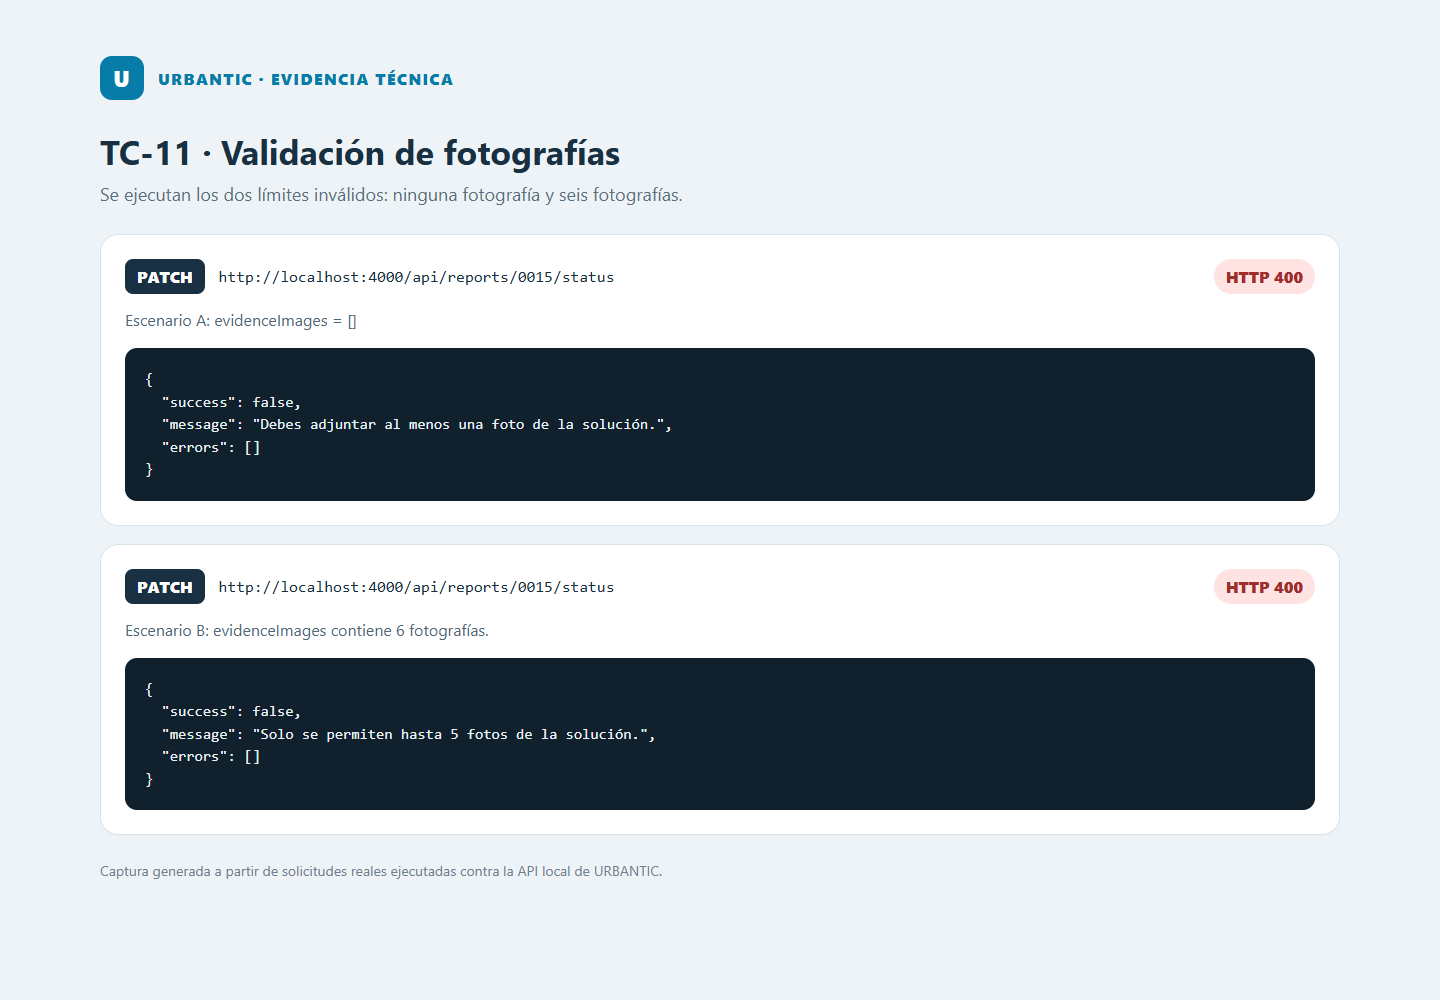 U
URBANTIC · EVIDENCIA TÉCNICA
TC-11 · Validación de fotografías
Se ejecutan los dos límites inválidos: ninguna fotografía y seis fotografías.
PATCH http://localhost:4000/api/reports/0015/status HTTP 400
Escenario A: evidenceImages = []
{
  "success": false,
  "message": "Debes adjuntar al menos una foto de la solución.",
  "errors": []
}
PATCH http://localhost:4000/api/reports/0015/status HTTP 400
Escenario B: evidenceImages contiene 6 fotografías.
{
  "success": false,
  "message": "Solo se permiten hasta 5 fotos de la solución.",
  "errors": []
}
Captura generada a partir de solicitudes reales ejecutadas contra la API local de URBANTIC.